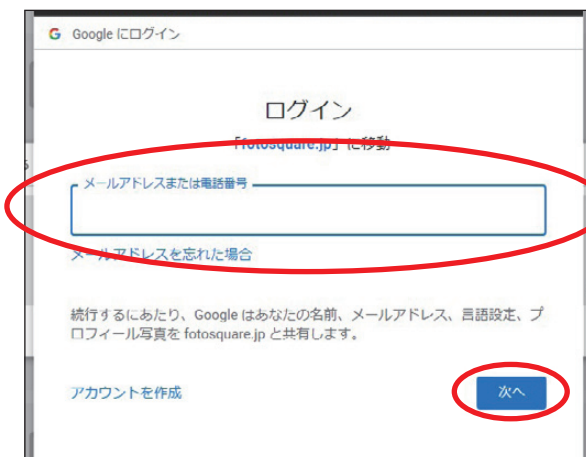 Google にログイン
ログイン
「fotosquare.jp」に移動
メールアドレスまたは電話番号
メールアドレスを忘れた場合
続行するにあたり、Google はあなたの名前、メールアドレス、言語設定、プ
ロフィール写真を fotosquare.jp と共有します。
アカウントを作成
次へ